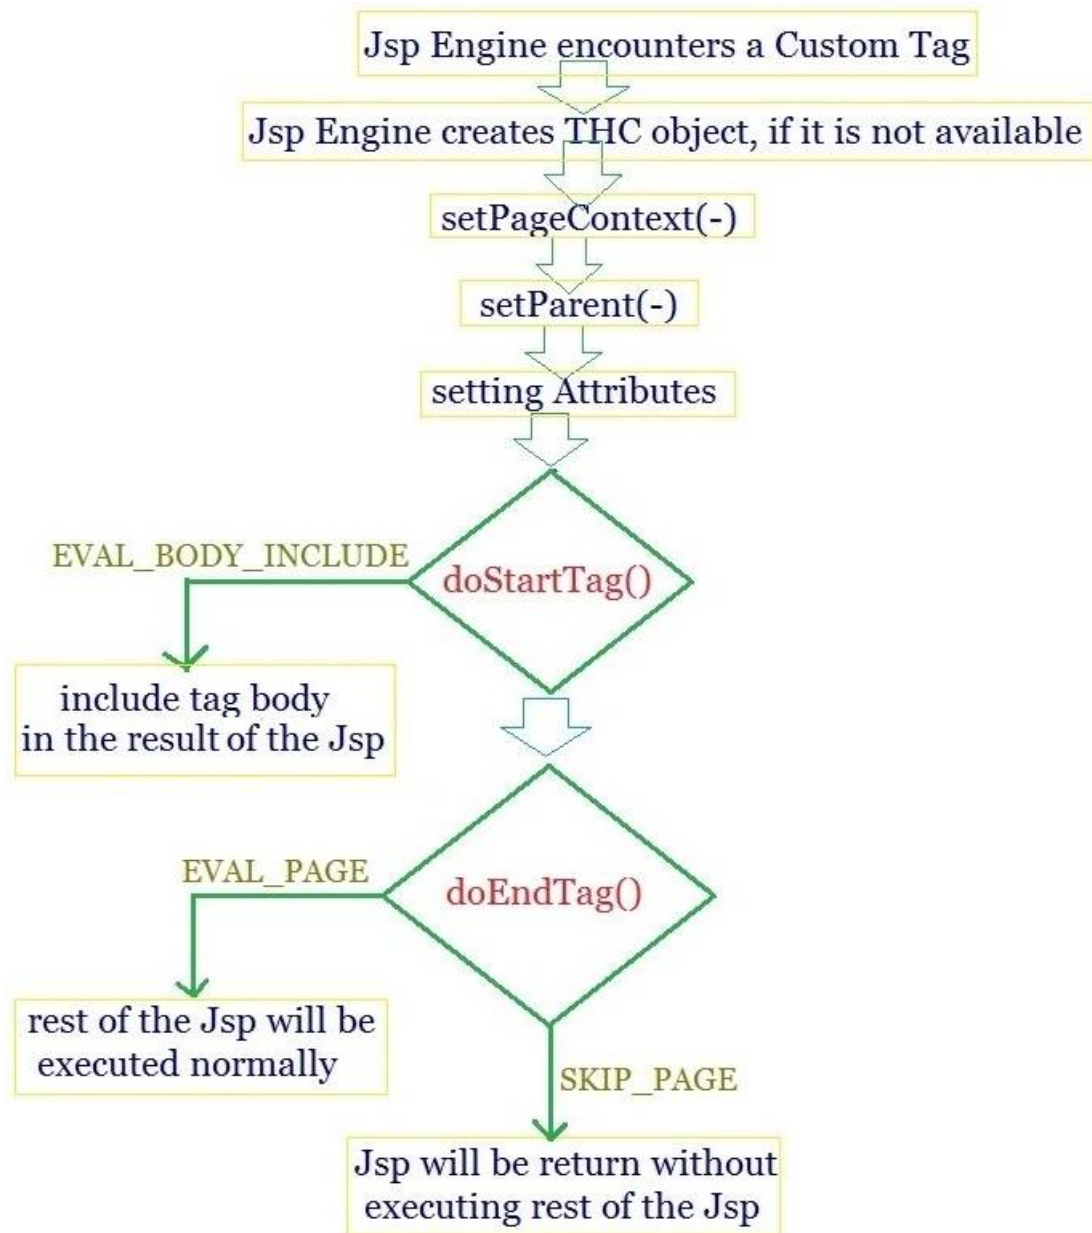 Jsp Engine encounters a Custom Tag
Jsp Engine creates THC object, if it is not available
setPageContext(-)
setParent(-)
setting Attributes
EVAL_BODY_INCLUDE
doStartTag()
include tag body
in the result of the Jsp
EVAL_PAGE
doEndTag()
rest of the Jsp will be
executed normally
SKIP_PAGE
Jsp will be return without
executing rest of the Jsp